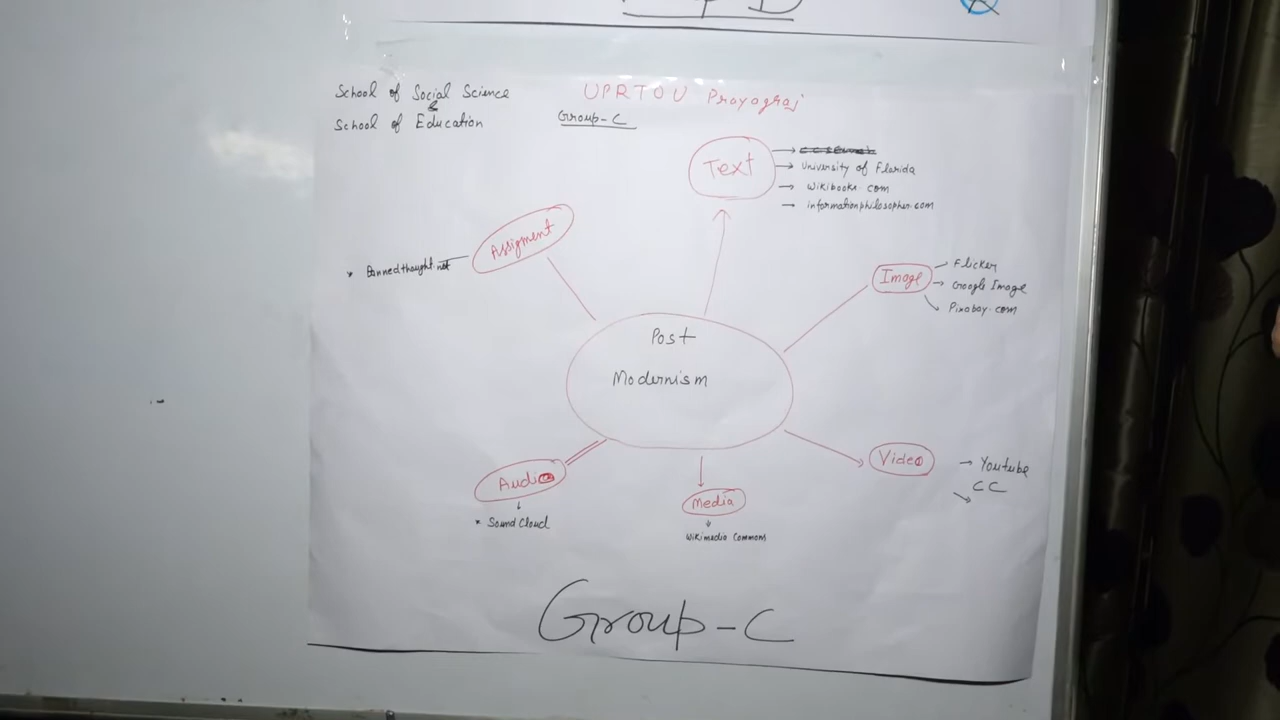 School of Social Science
&
School of Education
UPRTOU Prayagraj
Group-C
Text
University of Florida
Wikibooks.com
informationphilosopher.com
Assigment
* Bannedthought.net
Image
Flicker
Google Image
Pixabay.com
Post
Modernism
Video
Youtube
CC
Audio
* Sound Cloud
Media
Wikimedia Commons
Group-C